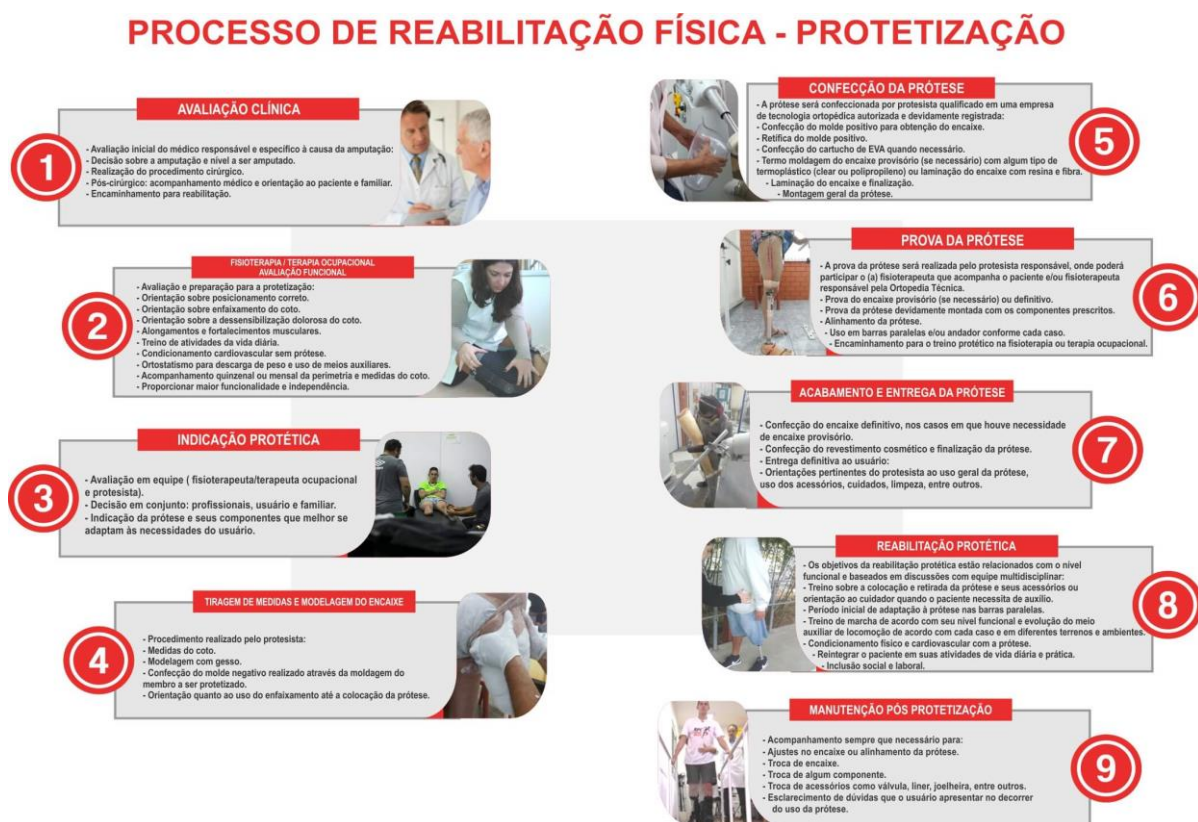 PROCESSO DE REABILITAÇÃO FÍSICA - PROTETIZAÇÃO
1
AVALIAÇÃO CLÍNICA
- Avaliação inicial do médico responsável e específico à causa da amputação:
- Decisão sobre a amputação e nível a ser amputado.
- Realização do procedimento cirúrgico.
- Pós-cirúrgico: acompanhamento médico e orientação ao paciente e familiar.
- Encaminhamento para reabilitação.
2
FISIOTERAPIA / TERAPIA OCUPACIONAL
AVALIAÇÃO FUNCIONAL
- Avaliação e preparação para a protetização:
- Orientação sobre posicionamento correto.
- Orientação sobre enfaixamento do coto.
- Orientação sobre a dessensibilização dolorosa do coto.
- Alongamentos e fortalecimentos musculares.
- Treino de atividades da vida diária.
- Condicionamento cardiovascular sem prótese.
- Ortostatismo para descarga de peso e uso de meios auxiliares.
- Acompanhamento quinzenal ou mensal da perimetria e medidas do coto.
- Proporcionar maior funcionalidade e independência.
3
INDICAÇÃO PROTÉTICA
- Avaliação em equipe ( fisioterapeuta/terapeuta ocupacional
e protesista).
- Decisão em conjunto: profissionais, usuário e familiar.
- Indicação da prótese e seus componentes que melhor se
adaptam às necessidades do usuário.
4
TIRAGEM DE MEDIDAS E MODELAGEM DO ENCAIXE
- Procedimento realizado pelo protesista:
- Medidas do coto.
- Modelagem com gesso.
- Confecção do molde negativo realizado através da moldagem do
membro a ser protetizado.
- Orientação quanto ao uso do enfaixamento até a colocação da prótese.
5
CONFECÇÃO DA PRÓTESE
- A prótese será confeccionada por protesista qualificado em uma empresa
de tecnologia ortopédica autorizada e devidamente registrada:
- Confecção do molde positivo para obtenção do encaixe.
- Retífica do molde positivo.
- Confecção do cartucho de EVA quando necessário.
- Termo moldagem do encaixe provisório (se necessário) com algum tipo de
termoplástico (clear ou polipropileno) ou laminação do encaixe com resina e fibra.
- Laminação do encaixe e finalização.
- Montagem geral da prótese.
6
PROVA DA PRÓTESE
- A prova da prótese será realizada pelo protesista responsável, onde poderá
participar o (a) fisioterapeuta que acompanha o paciente e/ou fisioterapeuta
responsável pela Ortopedia Técnica.
- Prova do encaixe provisório (se necessário) ou definitivo.
- Prova da prótese devidamente montada com os componentes prescritos.
- Alinhamento da prótese.
- Uso em barras paralelas e/ou andador conforme cada caso.
- Encaminhamento para o treino protético na fisioterapia ou terapia ocupacional.
7
ACABAMENTO E ENTREGA DA PRÓTESE
- Confecção do encaixe definitivo, nos casos em que houve necessidade
de encaixe provisório.
- Confecção do revestimento cosmético e finalização da prótese.
- Entrega definitiva ao usuário:
- Orientações pertinentes do protesista ao uso geral da prótese,
uso dos acessórios, cuidados, limpeza, entre outros.
8
REABILITAÇÃO PROTÉTICA
- Os objetivos da reabilitação protética estão relacionados com o nível
funcional e baseados em discussões com equipe multidisciplinar:
- Treino sobre a colocação e retirada da prótese e seus acessórios ou
orientação ao cuidador quando o paciente necessita de auxílio.
- Período inicial de adaptação à prótese nas barras paralelas.
- Treino de marcha de acordo com seu nível funcional e evolução do meio
auxiliar de locomoção de acordo com cada caso e em diferentes terrenos e ambientes.
- Condicionamento físico e cardiovascular com a prótese.
- Reintegrar o paciente em suas atividades de vida diária e prática.
- Inclusão social e laboral.
9
MANUTENÇÃO PÓS PROTETIZAÇÃO
- Acompanhamento sempre que necessário para:
- Ajustes no encaixe ou alinhamento da prótese.
- Troca de encaixe.
- Troca de algum componente.
- Troca de acessórios como válvula, liner, joelheira, entre outros.
- Esclarecimento de dúvidas que o usuário apresentar no decorrer
do uso da prótese.